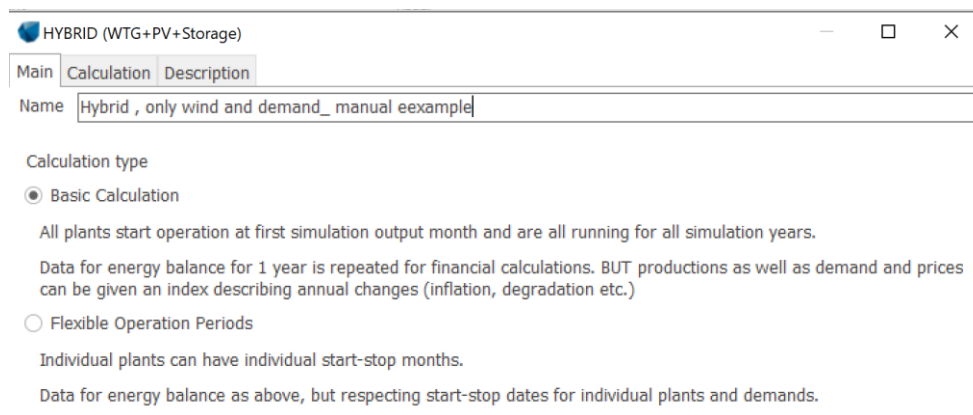 HYBRID (WTG+PV+Storage)
Main Calculation Description
Name Hybrid , only wind and demand_ manual eexample
Calculation type
Basic Calculation
All plants start operation at first simulation output month and are all running for all simulation years.
Data for energy balance for 1 year is repeated for financial calculations. BUT productions as well as demand and prices
can be given an index describing annual changes (inflation, degradation etc.)
Flexible Operation Periods
Individual plants can have individual start-stop months.
Data for energy balance as above, but respecting start-stop dates for individual plants and demands.